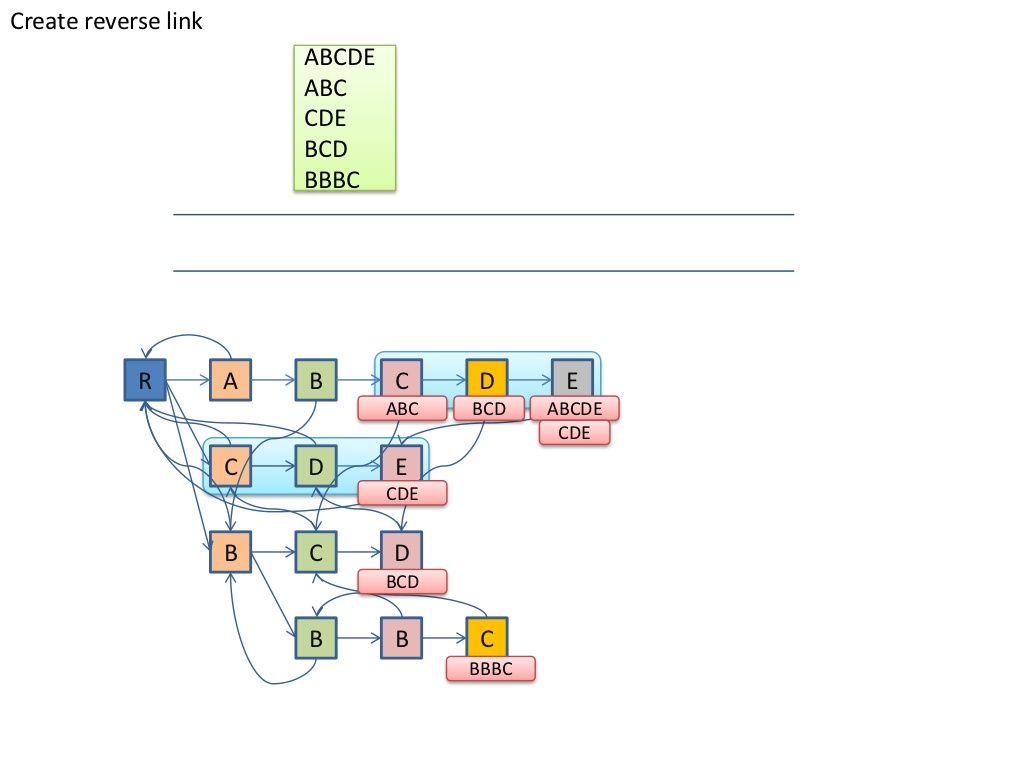 Create reverse link
ABCDE
ABC
CDE
BCD
BBBC
R A B C D E
ABC BCD ABCDE
CDE
C D E
CDE
B C D
BCD
B B C
BBBC